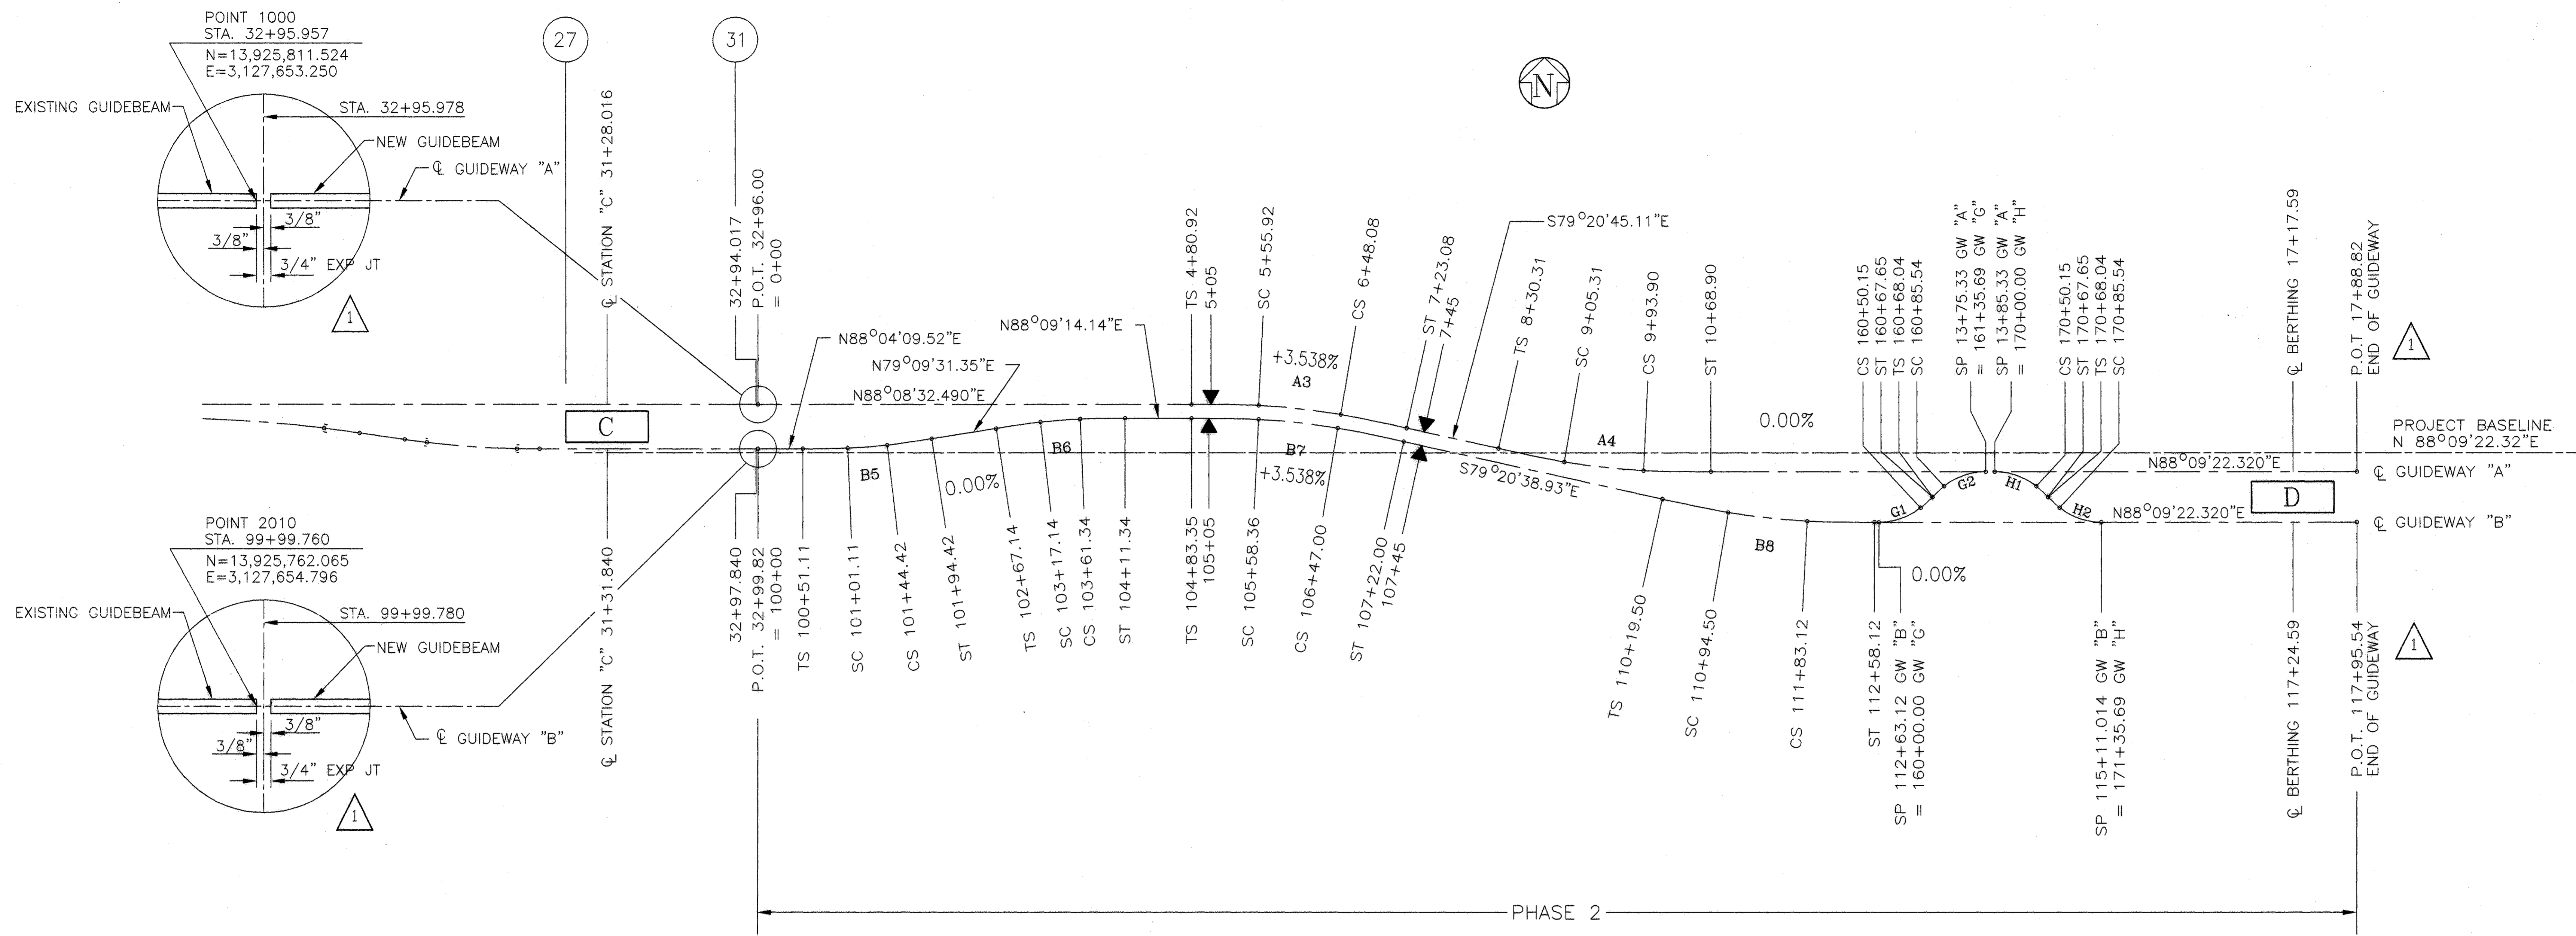 POINT 1000
STA. 32+95.957
N=13,925,811.524
E=3,127,653.250
EXISTING GUIDEBEAM
STA. 32+95.978
NEW GUIDEBEAM
℄ GUIDEWAY "A"
3/8"
3/8"
3/4" EXP JT
1
POINT 2010
STA. 99+99.760
N=13,925,762.065
E=3,127,654.796
EXISTING GUIDEBEAM
STA. 99+99.780
NEW GUIDEBEAM
3/8"
3/8"
℄ GUIDEWAY "B"
3/4" EXP JT
1
27
31
N
℄ STATION "C" 31+28.016
32+94.017
P.O.T. 32+96.00
= 0+00
C
N88°04'09.52"E
N79°09'31.35"E
N88°08'32.490"E
N88°09'14.14"E
TS 4+80.92
5+05
SC 5+55.92
+3.538%
A3
CS 6+48.08
ST 7+23.08
7+45
S79°20'45.11"E
TS 8+30.31
SC 9+05.31
A4
CS 9+93.90
ST 10+68.90
0.00%
CS 160+50.15
ST 160+67.65
TS 160+68.04
SC 160+85.54
SP 13+75.33 GW "A"
= 161+35.69 GW "G"
SP 13+85.33 GW "A"
= 170+00.00 GW "H"
CS 170+50.15
ST 170+67.65
TS 170+68.04
SC 170+85.54
℄ BERTHING 17+17.59
P.O.T 17+88.82
END OF GUIDEWAY
1
PROJECT BASELINE
N 88°09'22.32"E
N88°09'22.320"E
℄ GUIDEWAY "A"
G2
H1
G1
H2
D
N88°09'22.320"E
℄ GUIDEWAY "B"
B5
B6
B7
B8
0.00%
+3.538%
S79°20'38.93"E
0.00%
℄ STATION "C" 31+31.840
32+97.840
P.O.T. 32+99.82
= 100+00
TS 100+51.11
SC 101+01.11
CS 101+44.42
ST 101+94.42
TS 102+67.14
SC 103+17.14
CS 103+61.34
ST 104+11.34
TS 104+83.35
105+05
SC 105+58.36
CS 106+47.00
ST 107+22.00
107+45
TS 110+19.50
SC 110+94.50
CS 111+83.12
ST 112+58.12
SP 112+63.12 GW "B"
= 160+00.00 GW "G"
SP 115+11.014 GW "B"
= 171+35.69 GW "H"
℄ BERTHING 117+24.59
P.O.T. 117+95.54
END OF GUIDEWAY
1
PHASE 2